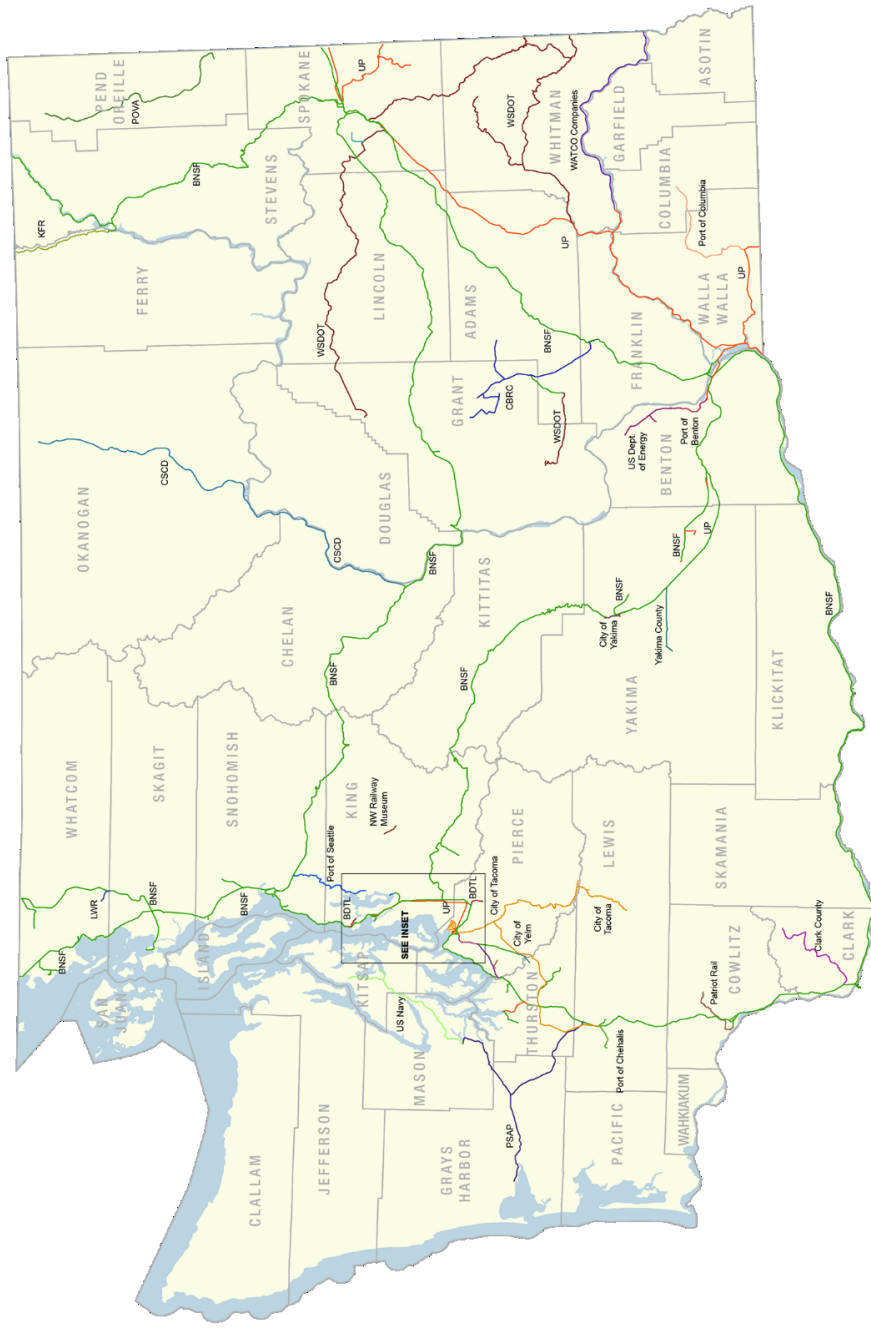 WHATCOM
SKAGIT
SNOHOMISH
KING
PIERCE
LEWIS
SKAMANIA
COWLITZ
CLARK
WAHKIAKUM
PACIFIC
GRAYS
HARBOR
THURSTON
MASON
KITSAP
JEFFERSON
CLALLAM
SAN
JUAN
ISLAND
OKANOGAN
CHELAN
DOUGLAS
KITTITAS
YAKIMA
KLICKITAT
BENTON
GRANT
FERRY
STEVENS
PEND
OREILLE
SPOKANE
LINCOLN
ADAMS
FRANKLIN
WHITMAN
WALLA
WALLA
COLUMBIA
GARFIELD
ASOTIN
BNSF
LWR
BNSF
BNSF
Port of Seattle
BDTL
NW Railway
Museum
SEE INSET
UP
BDTL
City of Tacoma
City of
Yelm
City of
Tacoma
US Navy
PSAP
Port of Chehalis
Patriot Rail
Clark County
BNSF
BNSF
BNSF
CSCD
CSCD
BNSF
City of
Yakima
BNSF
Yakima County
BNSF
UP
BNSF
KFR
POVA
BNSF
UP
WSDOT
WSDOT
WSDOT
CBRC
BNSF
UP
US Dept.
of Energy
Port of
Benton
WATCO Companies
Port of Columbia
UP